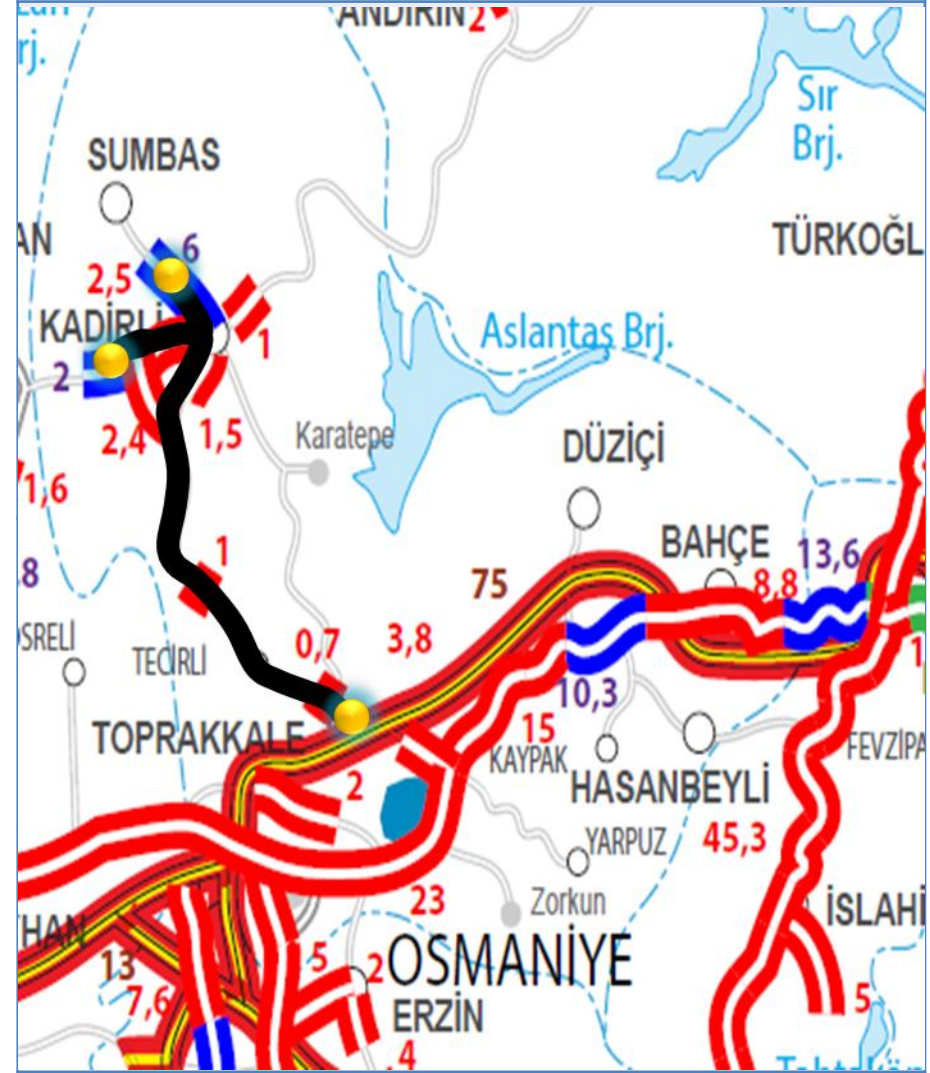 ANDIRIN
2
rj.
Sır
Brj.
SUMBAS
6
AN
2,5
TÜRKOĞL
KADİRLİ
1
Aslantaş Brj.
2
2,4
1,5
Karatepe
DÜZİÇİ
1,6
1
BAHÇE
13,6
8
75
8,8
SRELİ
TECİRLİ
0,7
3,8
1
10,3
TOPRAKKALE
15
KAYPAK
FEVZİPA
2
HASANBEYLİ
YARPUZ
45,3
23
Zorkun
İSLAHİ
HAN
13
5
2
OSMANİYE
7,6
5
ERZİN
4